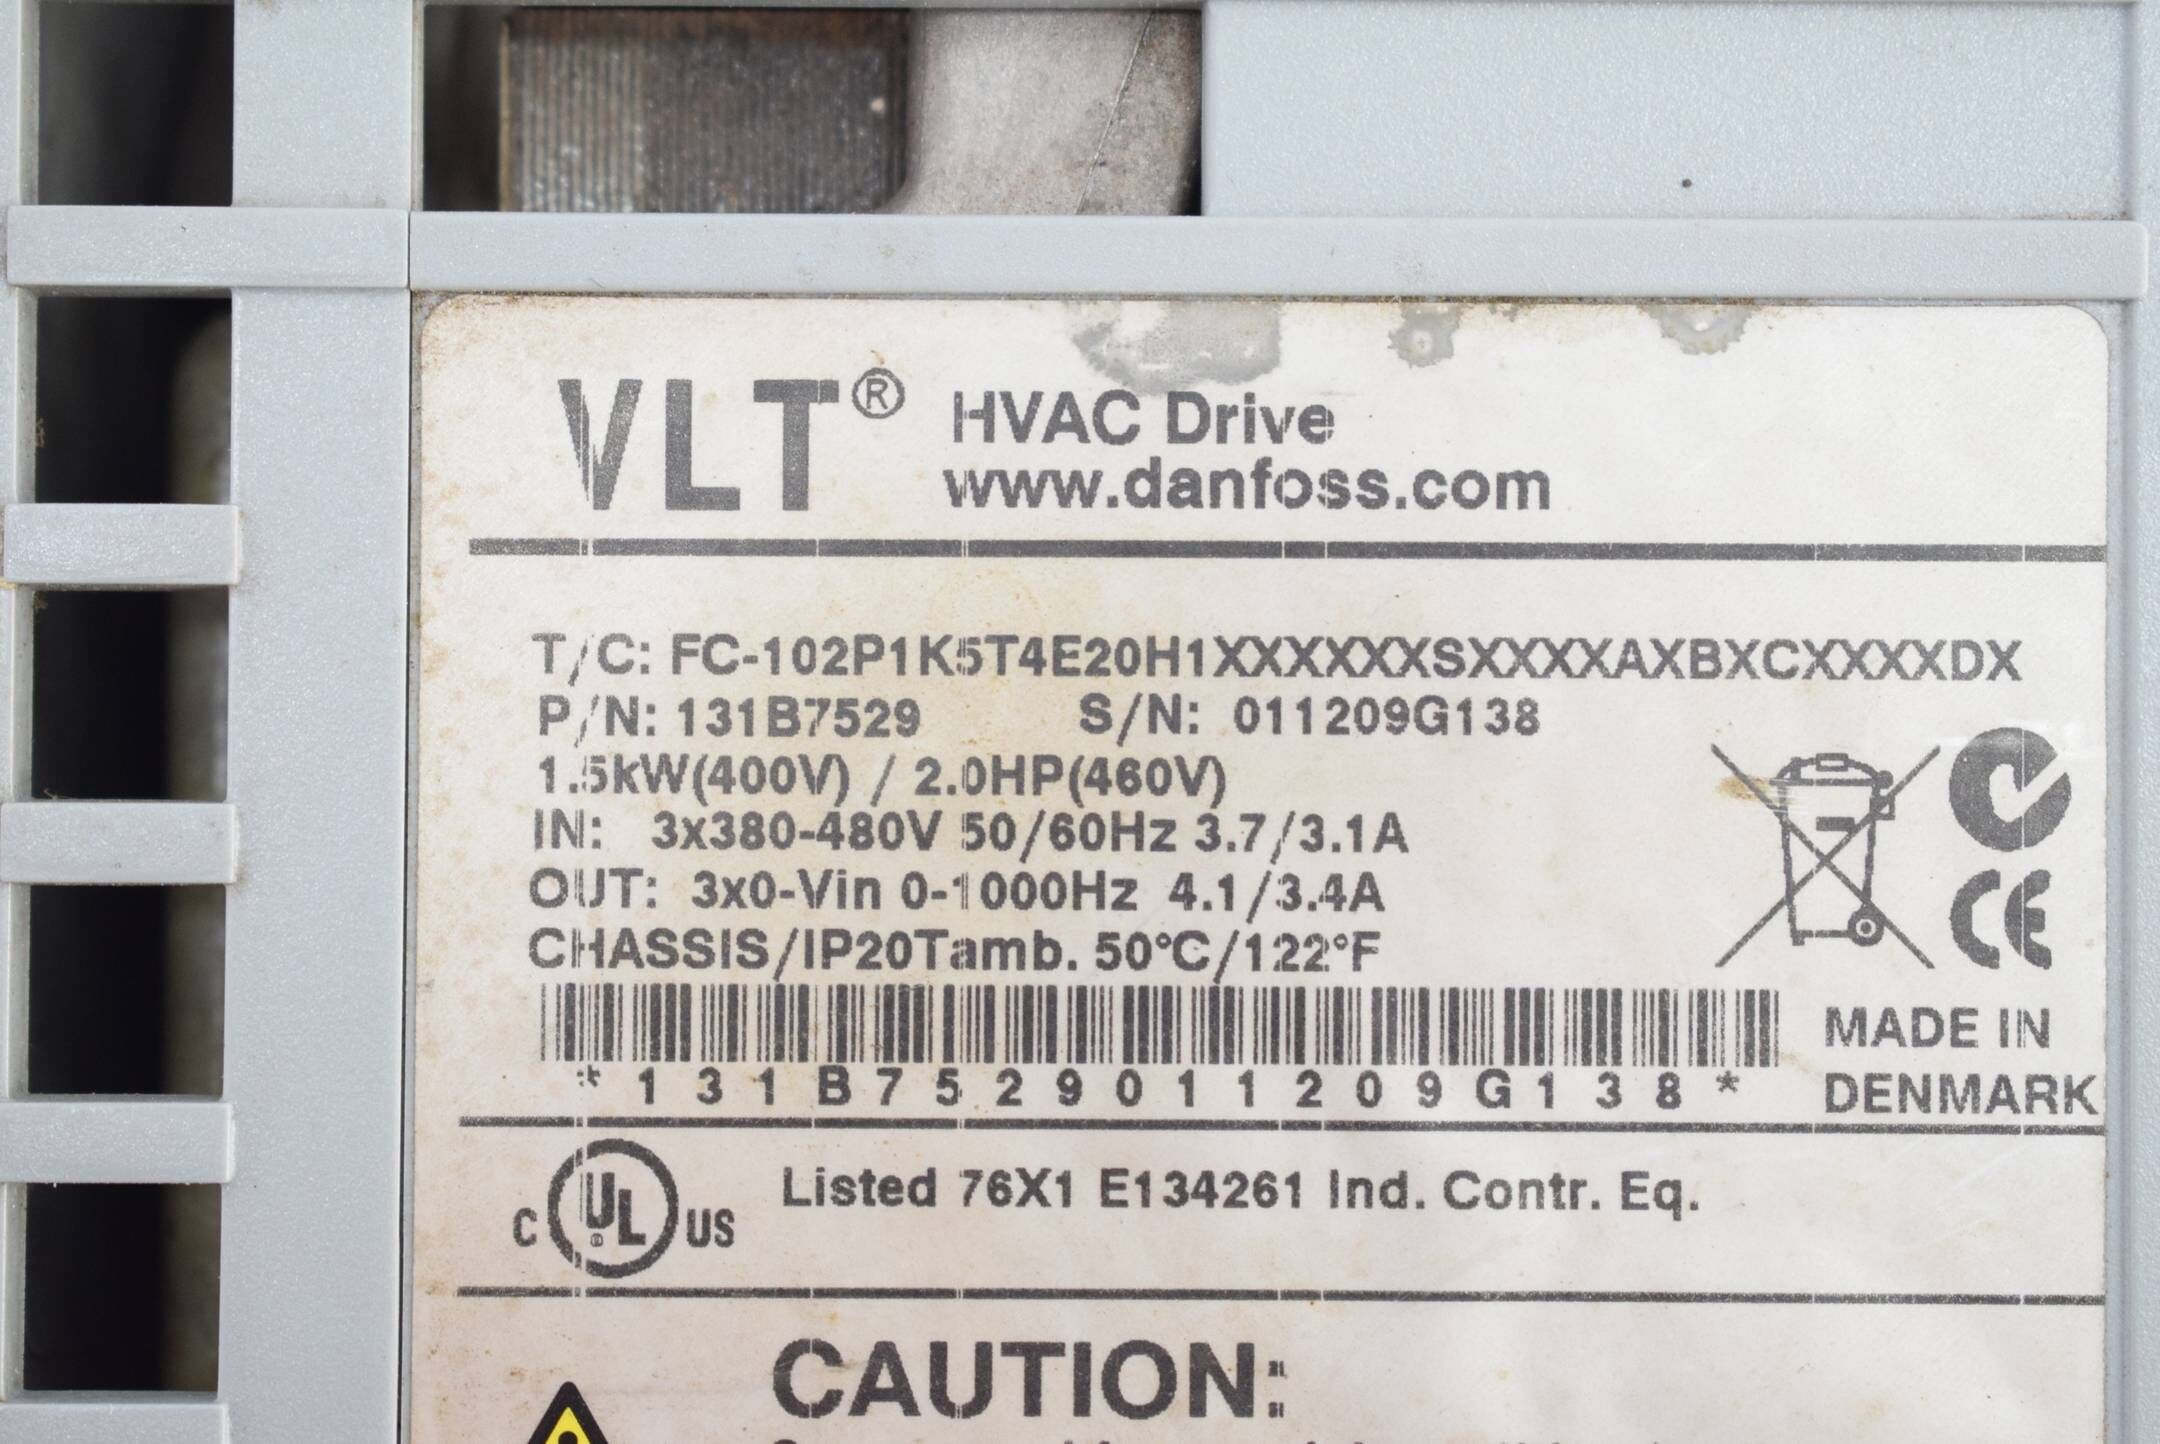 VLT® HVAC Drive
www.danfoss.com
T/C: FC-102P1K5T4E20H1XXXXXXSXXXXAXBXCXXXXDX
P/N: 131B7529 S/N: 011209G138
1.5kW(400V) / 2.0HP(460V)
IN: 3x380-480V 50/60Hz 3.7/3.1A
OUT: 3x0-Vin 0-1000Hz 4.1/3.4A
CHASSIS/IP20Tamb. 50°C/122°F
CE
MADE IN
DENMARK
*131B7529011209G138*
C UL® US
Listed 76X1 E134261 Ind. Contr. Eq.
CAUTION: